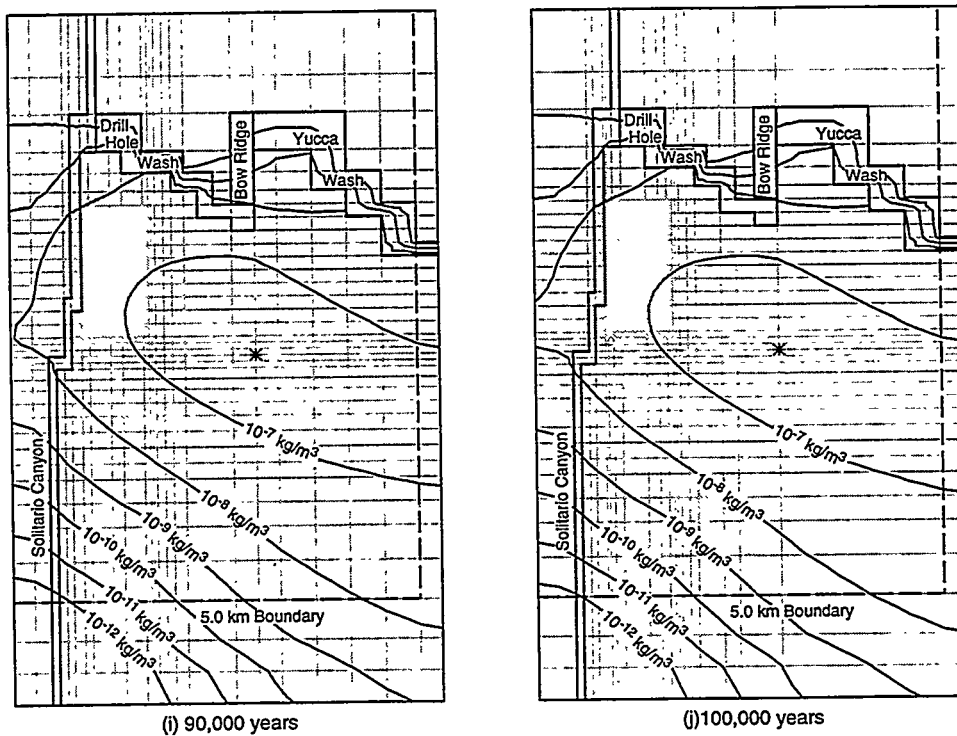 Drill
Hole
Wash
Bow Ridge
Yucca
Wash
Solitario Canyon
10-7 kg/m3
10-8 kg/m3
10-9 kg/m3
10-10 kg/m3
10-11 kg/m3
10-12 kg/m3
5.0 km Boundary
(i) 90,000 years
Drill
Hole
Wash
Bow Ridge
Yucca
Wash
Solitario Canyon
10-7 kg/m3
10-8 kg/m3
10-9 kg/m3
10-10 kg/m3
10-11 kg/m3
10-12 kg/m3
5.0 km Boundary
(j)100,000 years